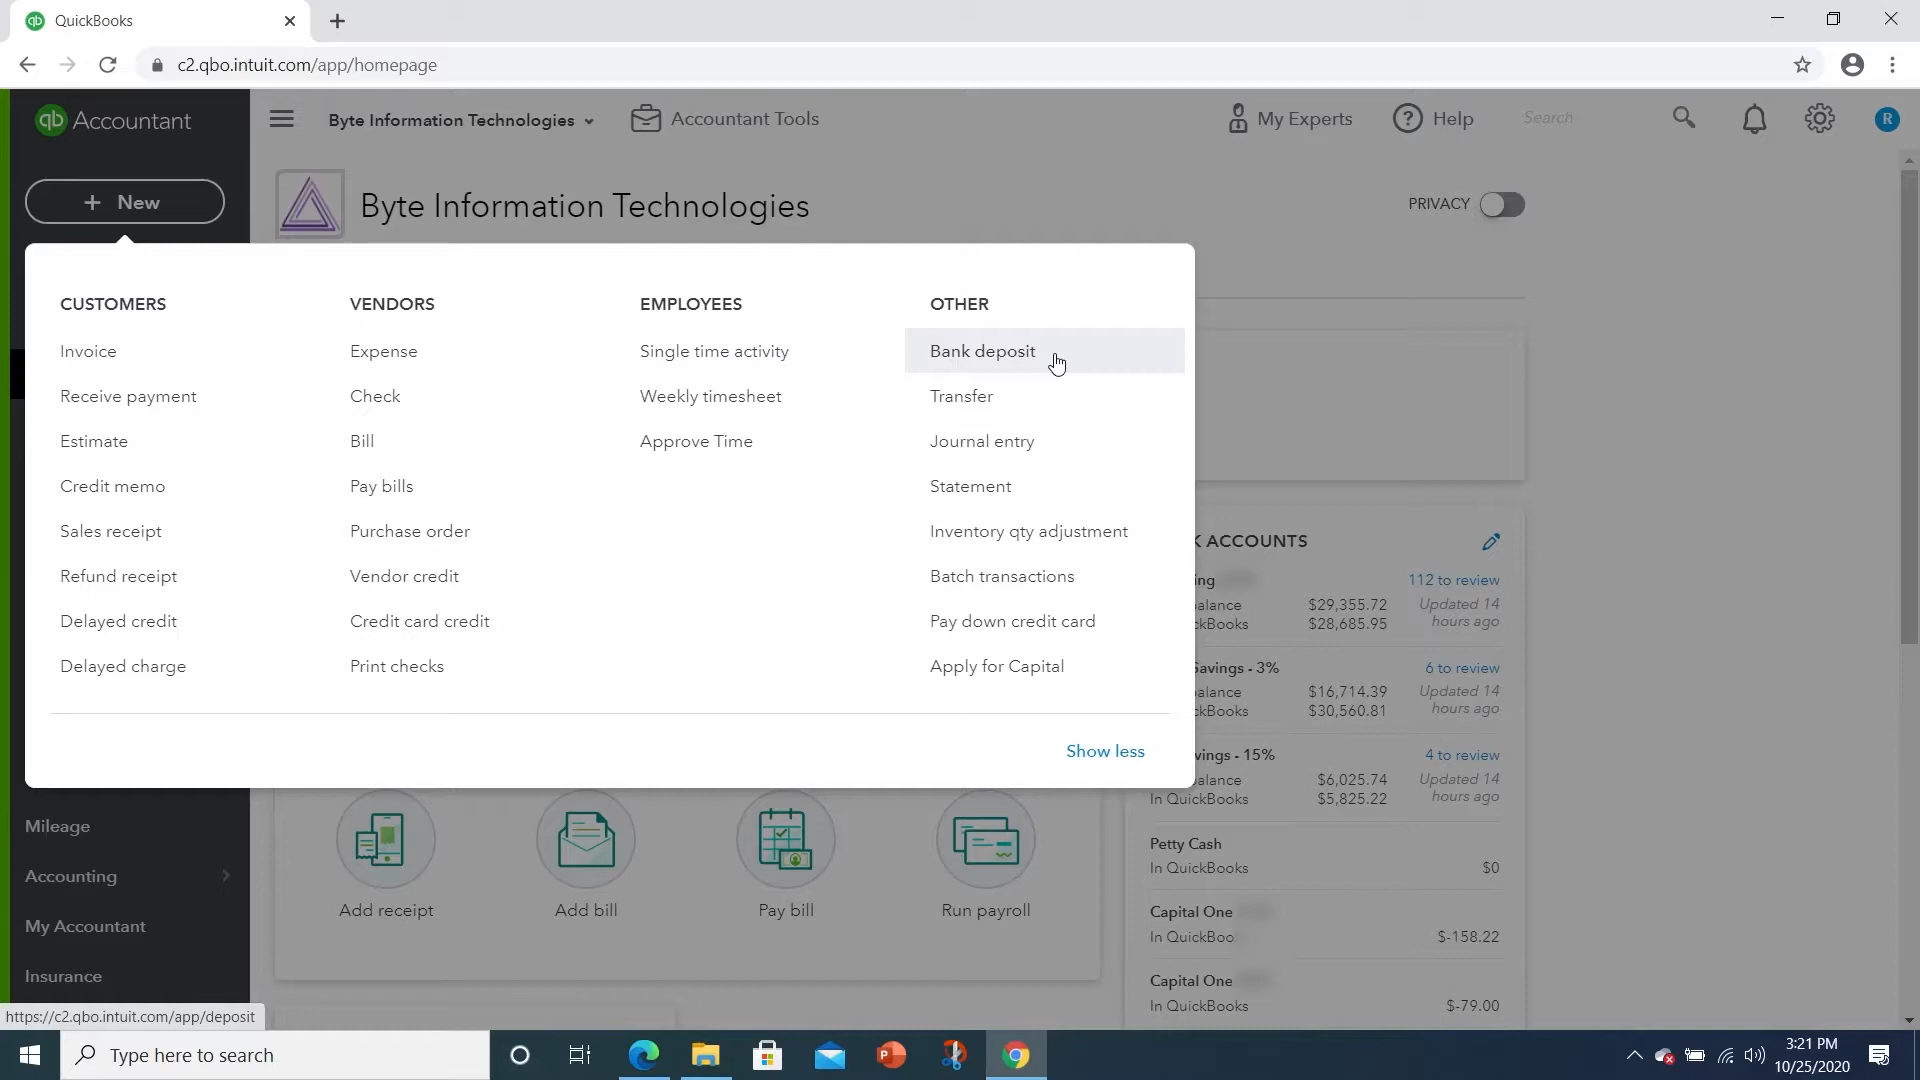 QuickBooks
c2.qbo.intuit.com/app/homepage
qb Accountant
Byte Information Technologies
Accountant Tools
My Experts
Help
Search
R
+ New
Byte Information Technologies
PRIVACY
CUSTOMERS
Invoice
Receive payment
Estimate
Credit memo
Sales receipt
Refund receipt
Delayed credit
Delayed charge
VENDORS
Expense
Check
Bill
Pay bills
Purchase order
Vendor credit
Credit card credit
Print checks
EMPLOYEES
Single time activity
Weekly timesheet
Approve Time
OTHER
Bank deposit
Transfer
Journal entry
Statement
Inventory qty adjustment
Batch transactions
Pay down credit card
Apply for Capital
Show less
ACCOUNTS
112 to review
$29,355.72
$28,685.95
Updated 14
hours ago
Savings - 3%
6 to review
$16,714.39
$30,560.81
Updated 14
hours ago
vings - 15%
4 to review
$6,025.74
In QuickBooks $5,825.22
Updated 14
hours ago
Petty Cash
In QuickBooks $0
Capital One
In QuickBoo $-158.22
Capital One
In QuickBooks $-79.00
Mileage
Accounting
My Accountant
Insurance
Add receipt
Add bill
Pay bill
Run payroll
https://c2.qbo.intuit.com/app/deposit
Type here to search
3:21 PM
10/25/2020